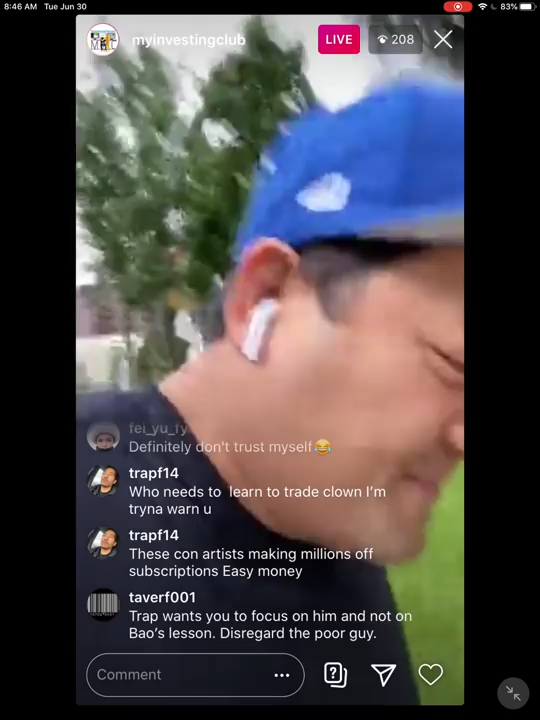 8:46 AM Tue Jun 30
83%
myinvestingclub
LIVE
208
fei_yu_fy
Definitely don't trust myself😂
trapf14
Who needs to learn to trade clown I'm
tryna warn u
trapf14
These con artists making millions off
subscriptions Easy money
taverf001
Trap wants you to focus on him and not on
Bao's lesson. Disregard the poor guy.
Comment